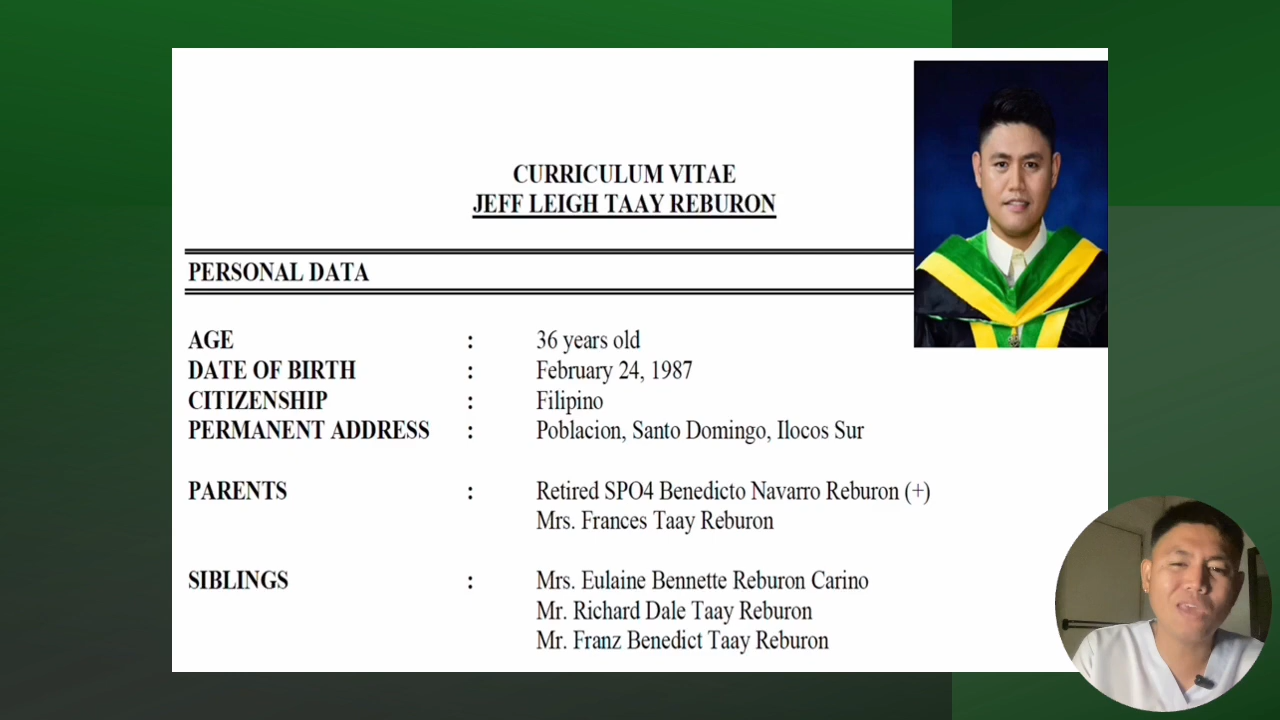 CURRICULUM VITAE
JEFF LEIGH TAAY REBURON
PERSONAL DATA
AGE : 36 years old
DATE OF BIRTH : February 24, 1987
CITIZENSHIP : Filipino
PERMANENT ADDRESS : Poblacion, Santo Domingo, Ilocos Sur
PARENTS : Retired SPO4 Benedicto Navarro Reburon (+)
Mrs. Frances Taay Reburon
SIBLINGS : Mrs. Eulaine Bennette Reburon Carino
Mr. Richard Dale Taay Reburon
Mr. Franz Benedict Taay Reburon